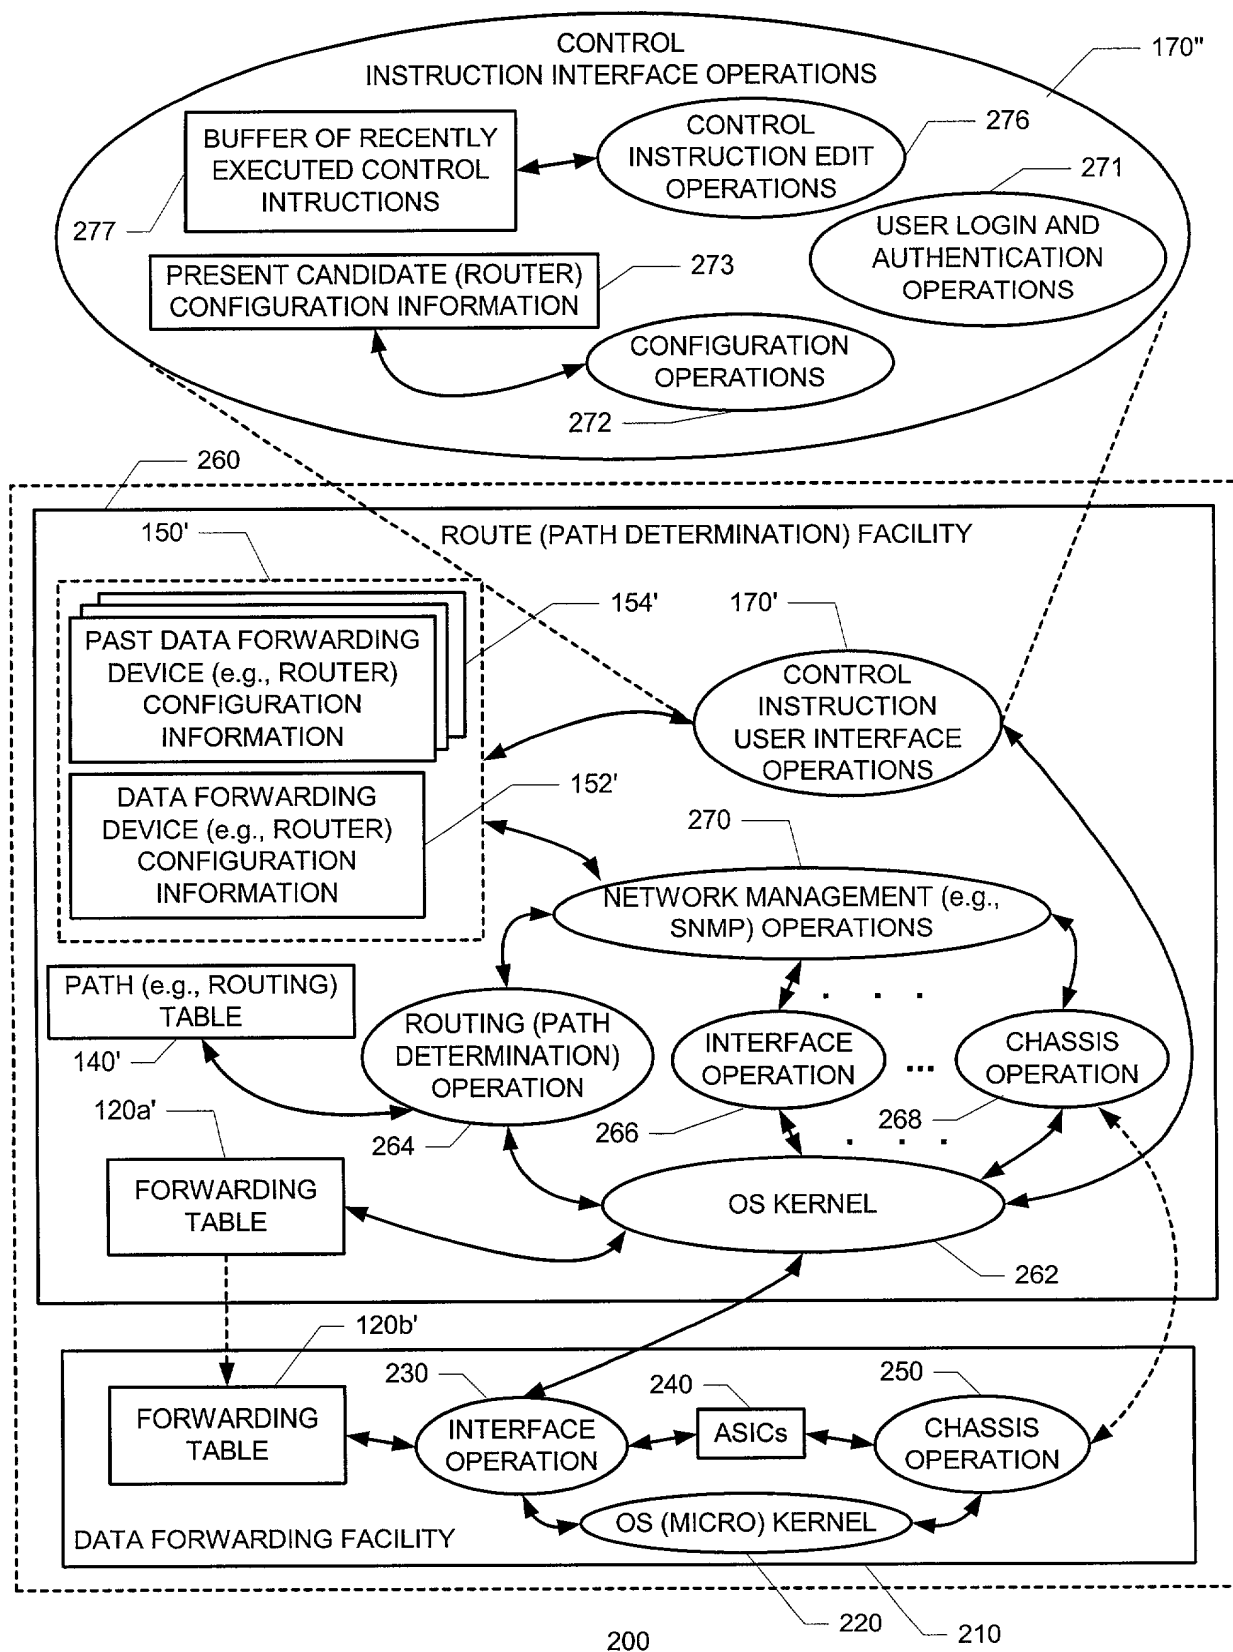 CONTROL
INSTRUCTION INTERFACE OPERATIONS
170"
BUFFER OF RECENTLY
EXECUTED CONTROL
INTRUCTIONS
277
CONTROL
INSTRUCTION EDIT
OPERATIONS
276
271
USER LOGIN AND
AUTHENTICATION
OPERATIONS
PRESENT CANDIDATE (ROUTER)
CONFIGURATION INFORMATION
273
CONFIGURATION
OPERATIONS
272
260
ROUTE (PATH DETERMINATION) FACILITY
150'
154'
170'
PAST DATA FORWARDING
DEVICE (e.g., ROUTER)
CONFIGURATION
INFORMATION
CONTROL
INSTRUCTION
USER INTERFACE
OPERATIONS
DATA FORWARDING
DEVICE (e.g., ROUTER)
CONFIGURATION
INFORMATION
152'
270
NETWORK MANAGEMENT (e.g.,
SNMP) OPERATIONS
. . .
PATH (e.g., ROUTING)
TABLE
140'
ROUTING (PATH
DETERMINATION)
OPERATION
264
INTERFACE
OPERATION
266
...
CHASSIS
OPERATION
268
. . .
120a'
FORWARDING
TABLE
OS KERNEL
262
120b'
FORWARDING
TABLE
230
INTERFACE
OPERATION
240
ASICs
250
CHASSIS
OPERATION
OS (MICRO) KERNEL
DATA FORWARDING FACILITY
220
210
200